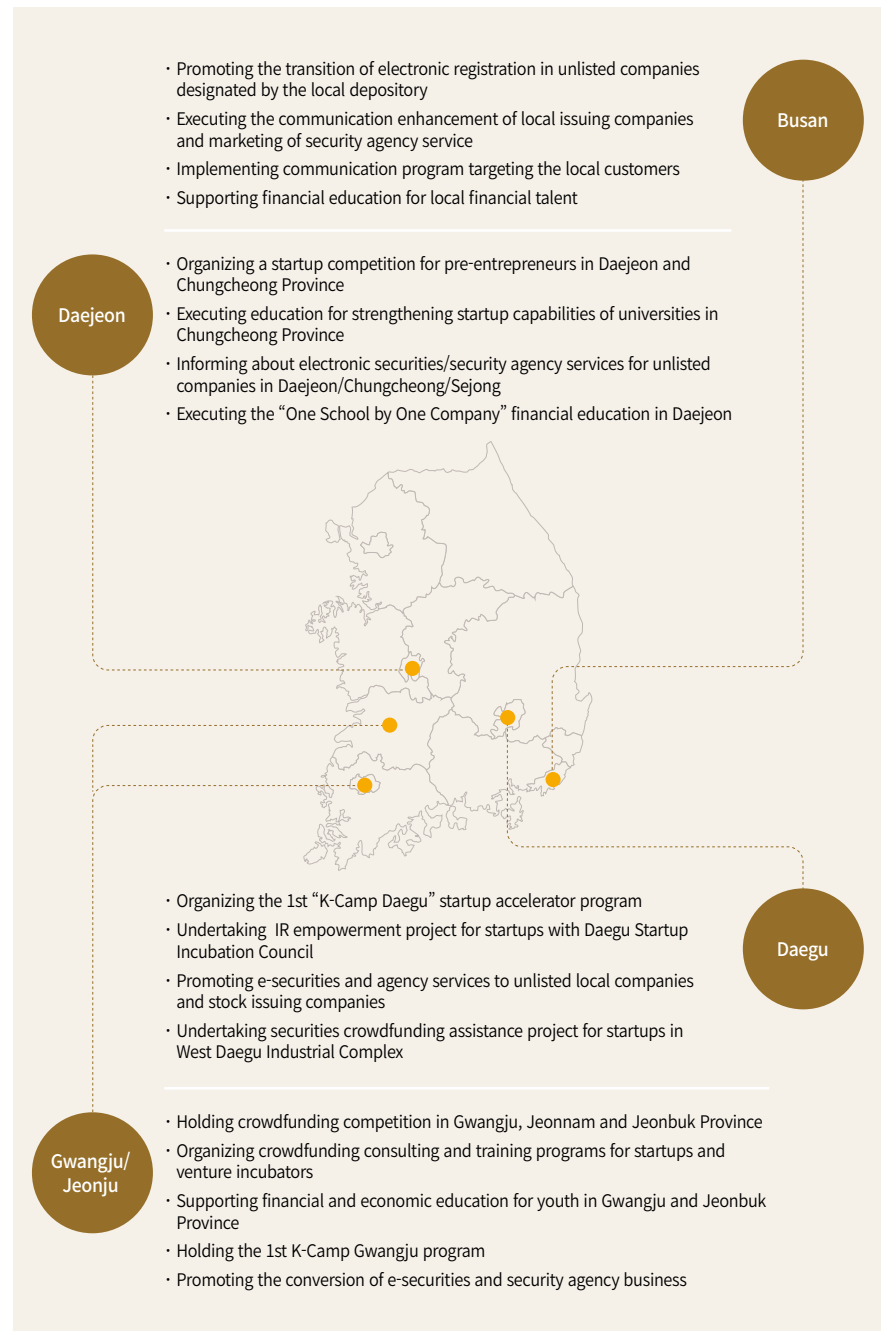 Busan
· Promoting the transition of electronic registration in unlisted companies
designated by the local depository
· Executing the communication enhancement of local issuing companies
and marketing of security agency service
· Implementing communication program targeting the local customers
· Supporting financial education for local financial talent
Daejeon
· Organizing a startup competition for pre-entrepreneurs in Daejeon and
Chungcheong Province
· Executing education for strengthening startup capabilities of universities in
Chungcheong Province
· Informing about electronic securities/security agency services for unlisted
companies in Daejeon/Chungcheong/Sejong
· Executing the “One School by One Company” financial education in Daejeon
· Organizing the 1st “K-Camp Daegu” startup accelerator program
· Undertaking  IR empowerment project for startups with Daegu Startup
Incubation Council
· Promoting e-securities and agency services to unlisted local companies
and stock issuing companies
· Undertaking securities crowdfunding assistance project for startups in
West Daegu Industrial Complex
Daegu
Gwangju/
Jeonju
· Holding crowdfunding competition in Gwangju, Jeonnam and Jeonbuk Province
· Organizing crowdfunding consulting and training programs for startups and
venture incubators
· Supporting financial and economic education for youth in Gwangju and Jeonbuk
Province
· Holding the 1st K-Camp Gwangju program
· Promoting the conversion of e-securities and security agency business